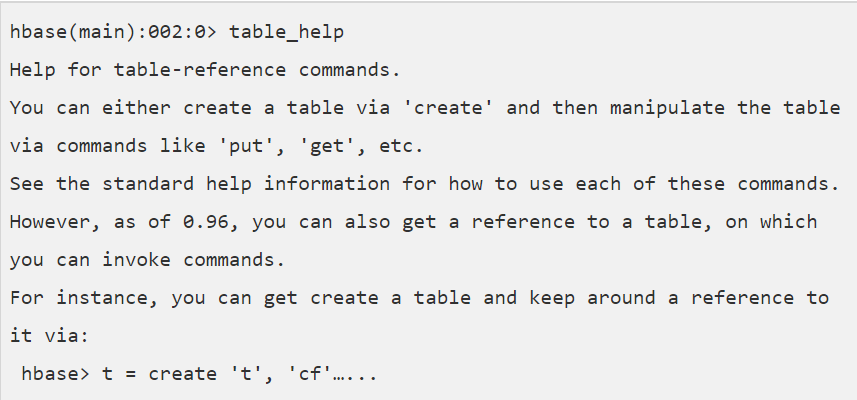 hbase(main):002:0> table_help
Help for table-reference commands.
You can either create a table via 'create' and then manipulate the table
via commands like 'put', 'get', etc.
See the standard help information for how to use each of these commands.
However, as of 0.96, you can also get a reference to a table, on which
you can invoke commands.
For instance, you can get create a table and keep around a reference to
it via:
hbase> t = create 't', 'cf'…...